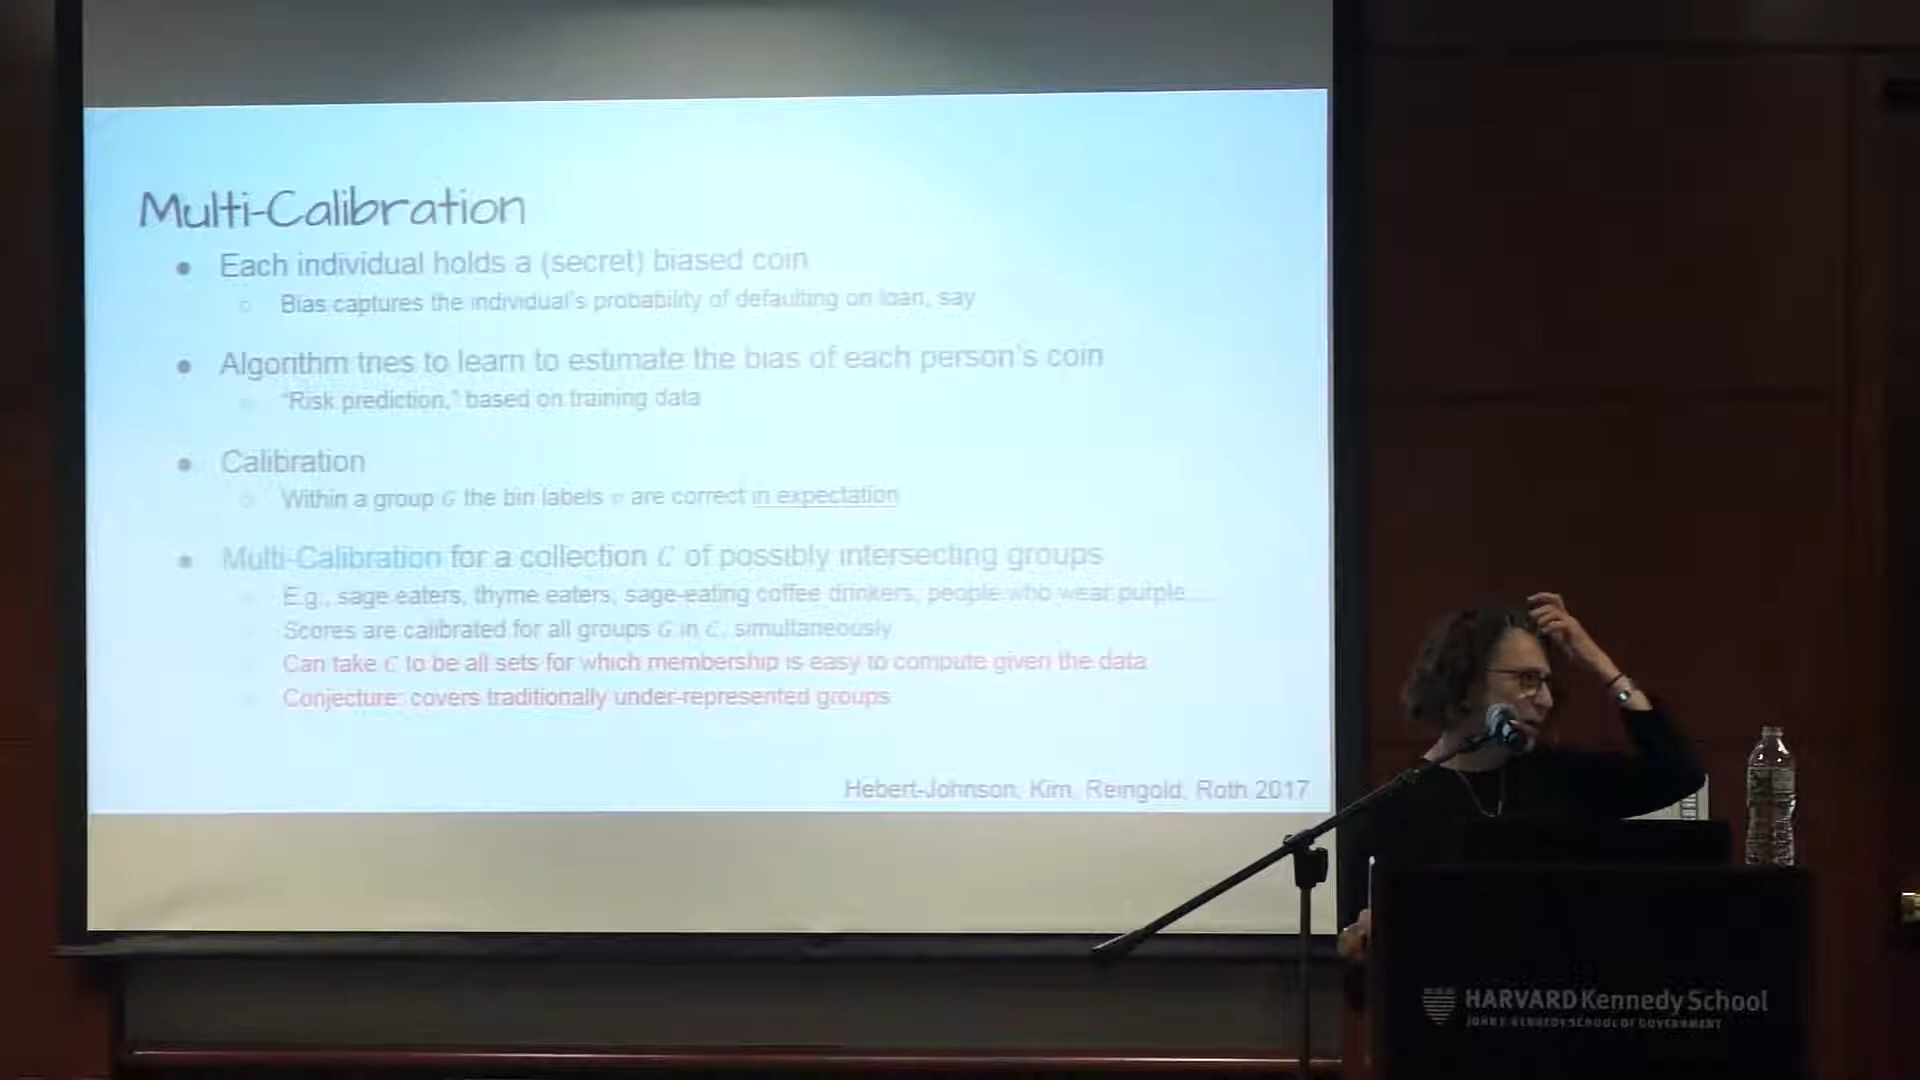 Multi-Calibration
Each individual holds a (secret) biased coin
Bias captures the individual's probability of defaulting on loan, say
Algorithm tries to learn to estimate the bias of each person's coin
"Risk prediction," based on training data
Calibration
Within a group G the bin labels v are correct in expectation
Multi-Calibration for a collection C of possibly intersecting groups
E.g., sage eaters, thyme eaters, sage-eating coffee drinkers, people who wear purple....
Scores are calibrated for all groups G in C, simultaneously
Can take C to be all sets for which membership is easy to compute given the data
Conjecture: covers traditionally under-represented groups
Hebert-Johnson, Kim, Reingold, Roth 2017
HARVARD Kennedy School
JOHN F. KENNEDY SCHOOL OF GOVERNMENT